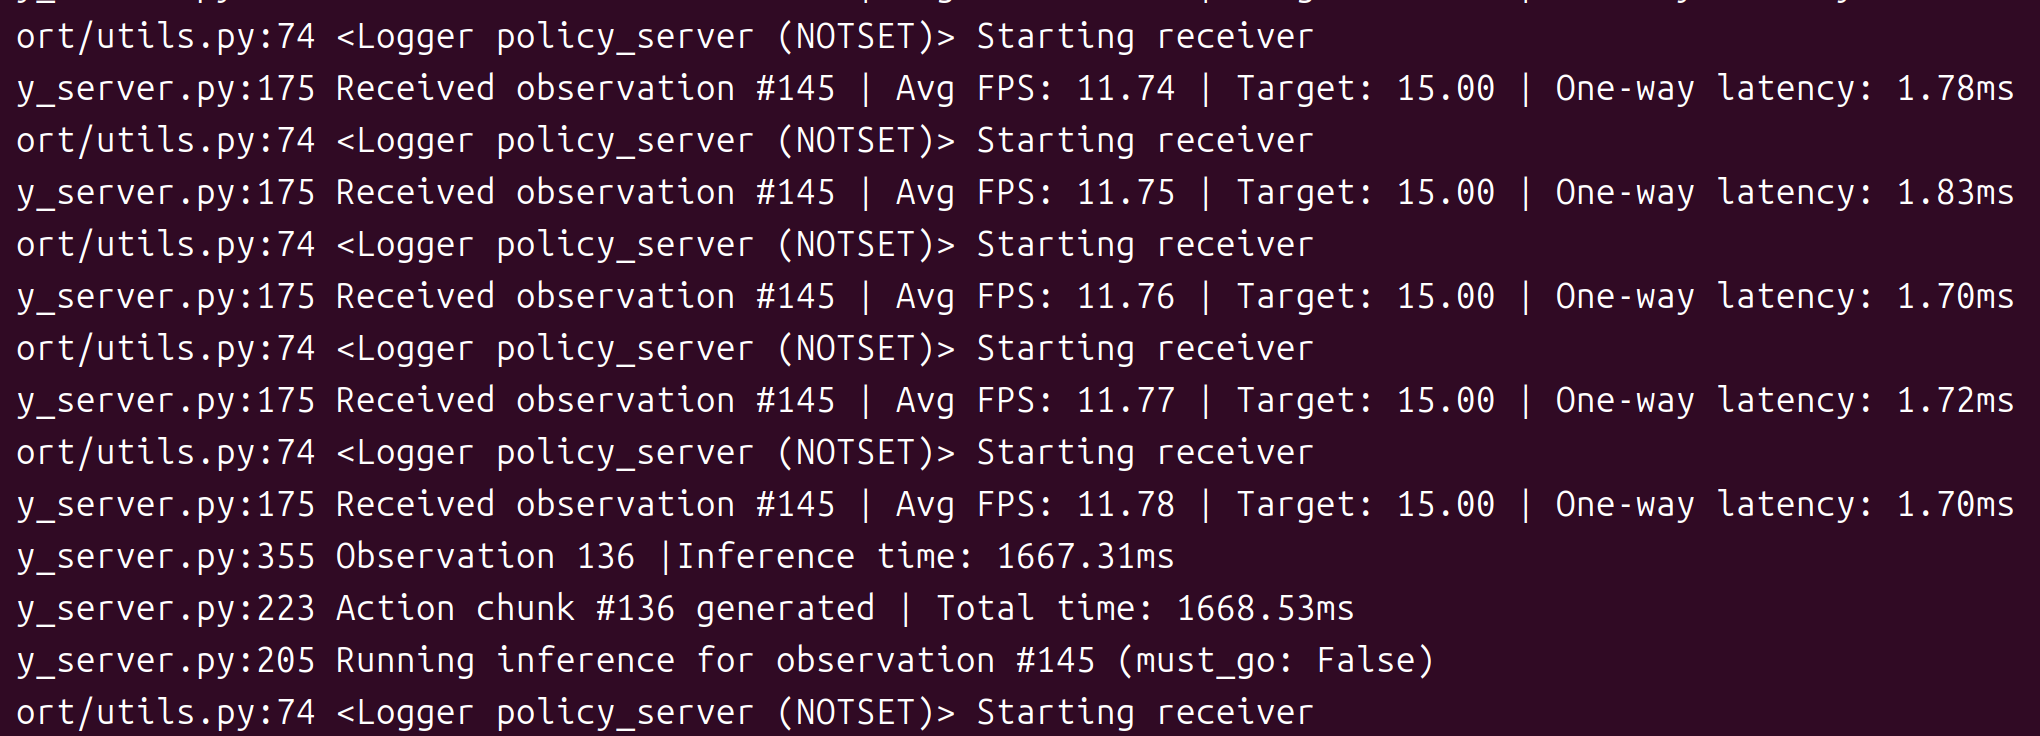 ort/utils.py:74 <Logger policy_server (NOTSET)> Starting receiver
y_server.py:175 Received observation #145 | Avg FPS: 11.74 | Target: 15.00 | One-way latency: 1.78ms
ort/utils.py:74 <Logger policy_server (NOTSET)> Starting receiver
y_server.py:175 Received observation #145 | Avg FPS: 11.75 | Target: 15.00 | One-way latency: 1.83ms
ort/utils.py:74 <Logger policy_server (NOTSET)> Starting receiver
y_server.py:175 Received observation #145 | Avg FPS: 11.76 | Target: 15.00 | One-way latency: 1.70ms
ort/utils.py:74 <Logger policy_server (NOTSET)> Starting receiver
y_server.py:175 Received observation #145 | Avg FPS: 11.77 | Target: 15.00 | One-way latency: 1.72ms
ort/utils.py:74 <Logger policy_server (NOTSET)> Starting receiver
y_server.py:175 Received observation #145 | Avg FPS: 11.78 | Target: 15.00 | One-way latency: 1.70ms
y_server.py:355 Observation 136 |Inference time: 1667.31ms
y_server.py:223 Action chunk #136 generated | Total time: 1668.53ms
y_server.py:205 Running inference for observation #145 (must_go: False)
ort/utils.py:74 <Logger policy_server (NOTSET)> Starting receiver